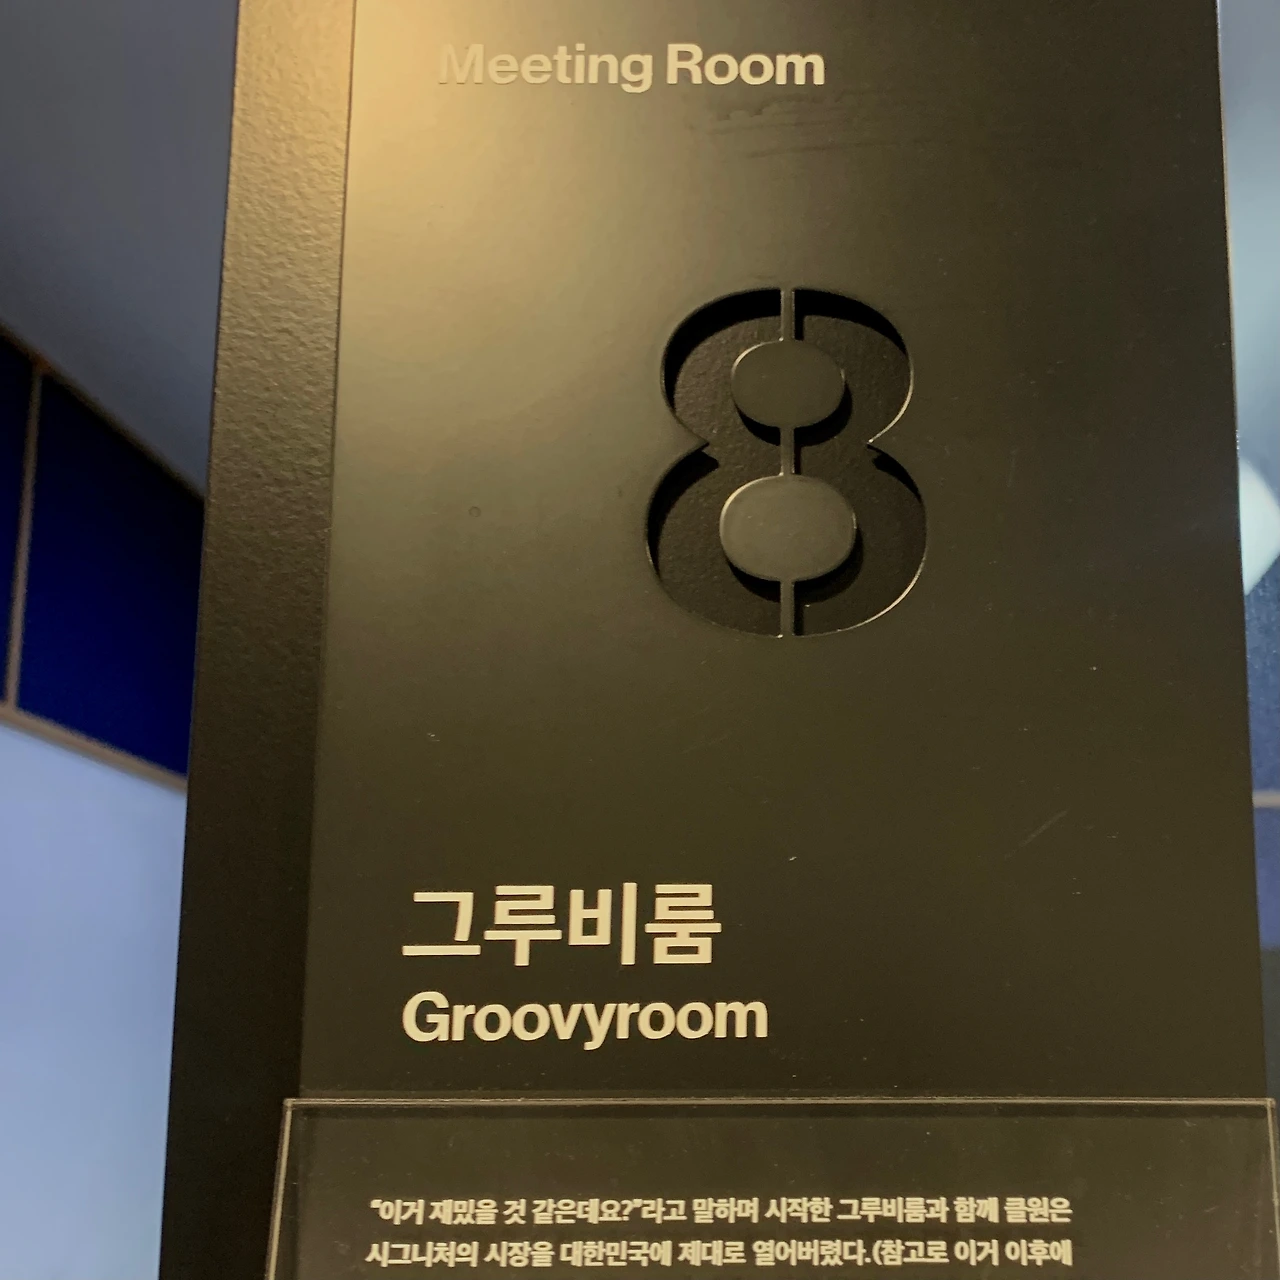 Meeting Room
8
그루비룸
Groovyroom
“이거 재밌을 것 같은데요?”라고 말하며 시작한 그루비룸과 함께 클원은
시그니처의 시장을 대한민국에 제대로 열어버렸다.(참고로 이거 이후에